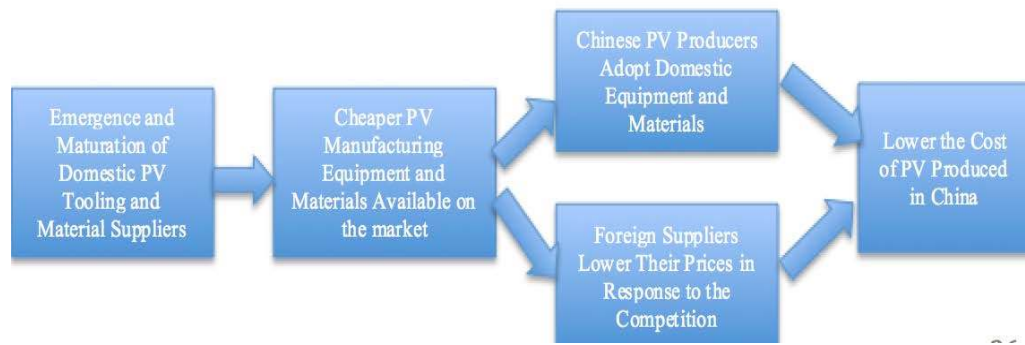 Emergence and
Maturation of
Domestic PV
Tooling and
Material Suppliers
Cheaper PV
Manufacturing
Equipment and
Materials Available on
the market
Chinese PV Producers
Adopt Domestic
Equipment and
Materials
Foreign Suppliers
Lower Their Prices in
Response to the
Competition
Lower the Cost
of PV Produced
in China